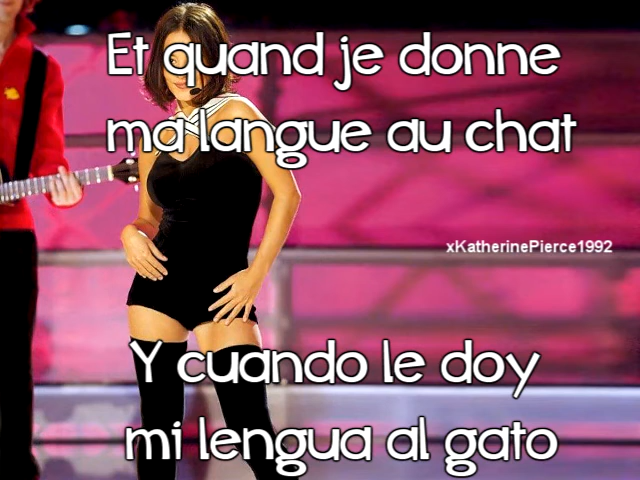 Et quand je donne
ma langue au chat
xKatherinePierce1992
Y cuando le doy
mi lengua al gato